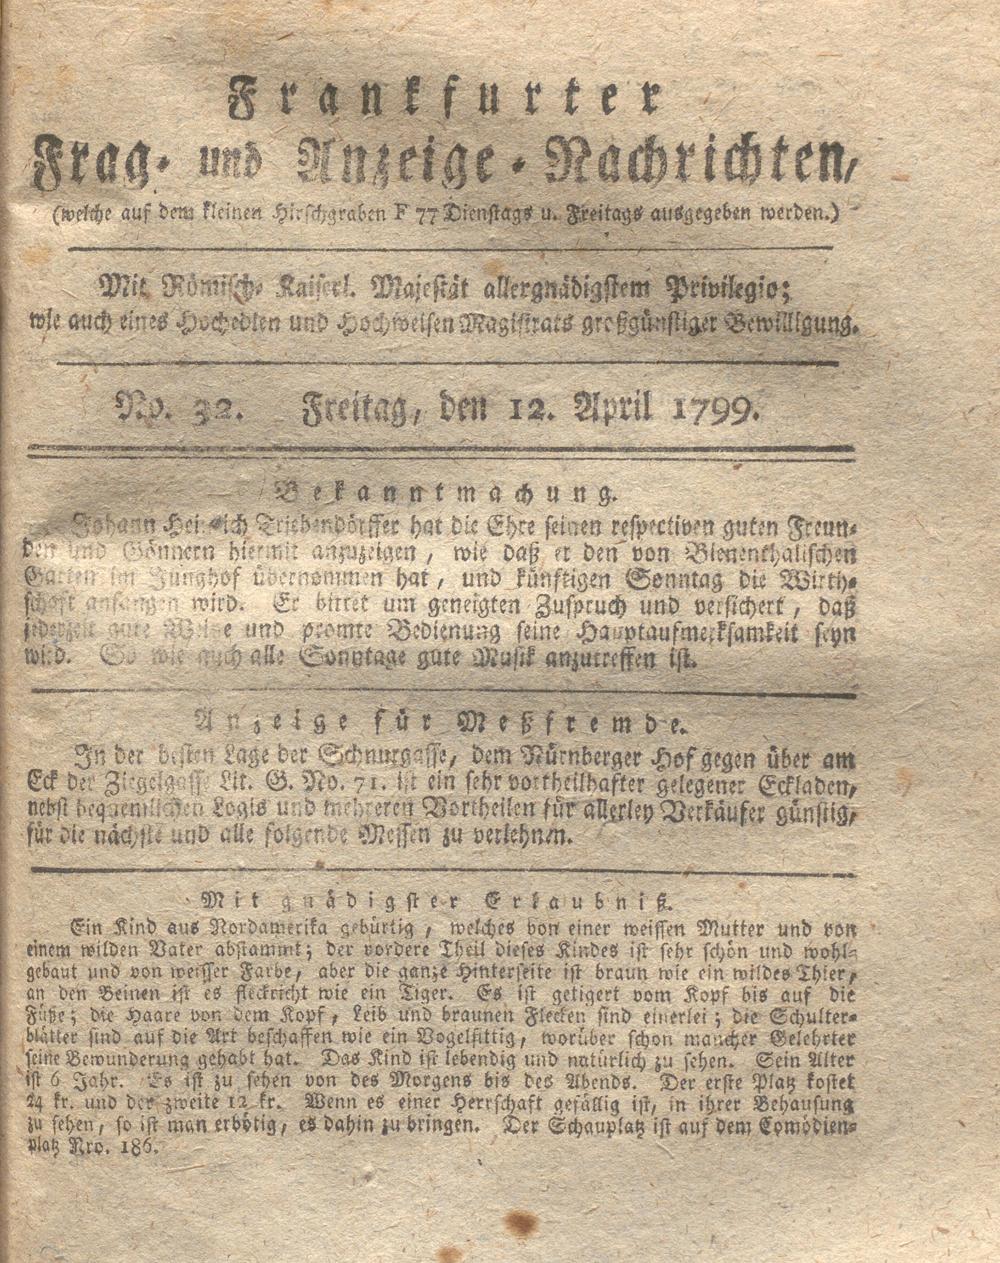 Frankfurter
Frag- und Anzeige-Nachrichten,
(welche auf dem kleinen Hirschgraben F 77 Dienstags u. Freitags ausgegeben werden.)
Mit Römisch- Kaiserl. Majestät allergnädigstem Privilegio;
wie auch eines Hochedlen und Hochweisen Magistrats großgünstiger Bewilligung.
No. 32. Freitag, den 12. April 1799.
Bekanntmachung.
Johann Heinrich Triebendörffer hat die Ehre seinen respectiven guten Freun-
den und Gönnern hiermit anzuzeigen, wie daß er den von Bienenthalischen
Garten im Junghof übernommen hat, und künftigen Sonntag die Wirth-
schaft anfangen wird. Er bittet um geneigten Zuspruch und versichert, daß
jederzeit gute Weine und promte Bedienung seine Hauptaufmerksamkeit seyn
wird. So wie auch alle Sonntage gute Musik anzutreffen ist.
Anzeige für Meßfremde.
In der besten Lage der Schnurgasse, dem Nürnberger Hof gegen über am
Eck der Ziegelgasse Lit. G. No. 71. ist ein sehr vortheilhafter gelegener Eckladen,
nebst bequemlichen Logis und mehreren Vortheilen für allerley Verkäufer günstig,
für die nächste und alle folgende Messen zu verlehnen.
Mit gnädigster Erlaubniß.
Ein Kind aus Nordamerika gebürtig, welches von einer weissen Mutter und von
einem wilden Vater abstammt; der vordere Theil dieses Kindes ist sehr schön und wohl-
gebaut und von weisser Farbe, aber die ganze Hinterseite ist braun wie ein wildes Thier,
an den Beinen ist es fleckricht wie ein Tiger. Es ist getigert vom Kopf bis auf die
Füße; die Haare von dem Kopf, Leib und braunen Flecken sind einerlei; die Schulter-
blätter sind auf die Art beschaffen wie ein Vogelfittig, worüber schon mancher Gelehrter
seine Bewunderung gehabt hat. Das Kind ist lebendig und natürlich zu sehen. Sein Alter
ist 6 Jahr. Es ist zu sehen von des Morgens bis des Abends. Der erste Platz kostet
24 kr. und der zweite 12 kr. Wenn es einer Herrschaft gefällig ist, in ihrer Behausung
zu sehen, so ist man erbötig, es dahin zu bringen. Der Schauplatz ist auf dem Comödien-
platz Nro. 186.